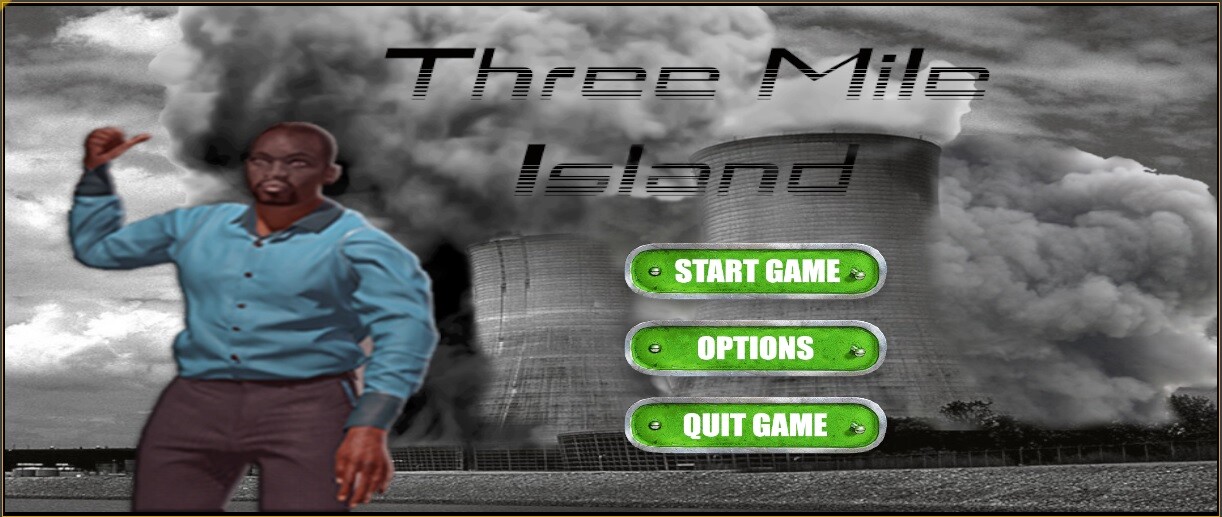 Three Mile
Island
START GAME
OPTIONS
QUIT GAME